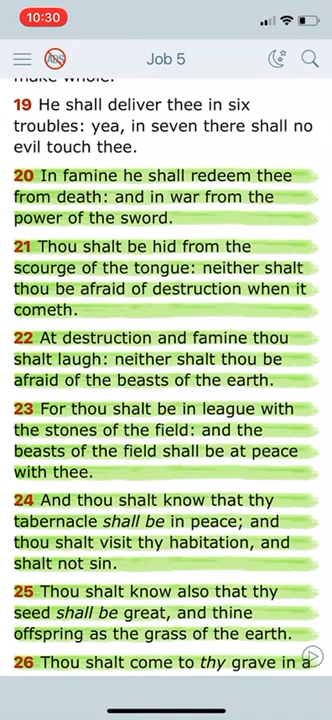 10:30
ADS
Job 5
make whole.
19 He shall deliver thee in six
troubles: yea, in seven there shall no
evil touch thee.
20 In famine he shall redeem thee
from death: and in war from the
power of the sword.
21 Thou shalt be hid from the
scourge of the tongue: neither shalt
thou be afraid of destruction when it
cometh.
22 At destruction and famine thou
shalt laugh: neither shalt thou be
afraid of the beasts of the earth.
23 For thou shalt be in league with
the stones of the field: and the
beasts of the field shall be at peace
with thee.
24 And thou shalt know that thy
tabernacle shall be in peace; and
thou shalt visit thy habitation, and
shalt not sin.
25 Thou shalt know also that thy
seed shall be great, and thine
offspring as the grass of the earth.
26 Thou shalt come to thy grave in a